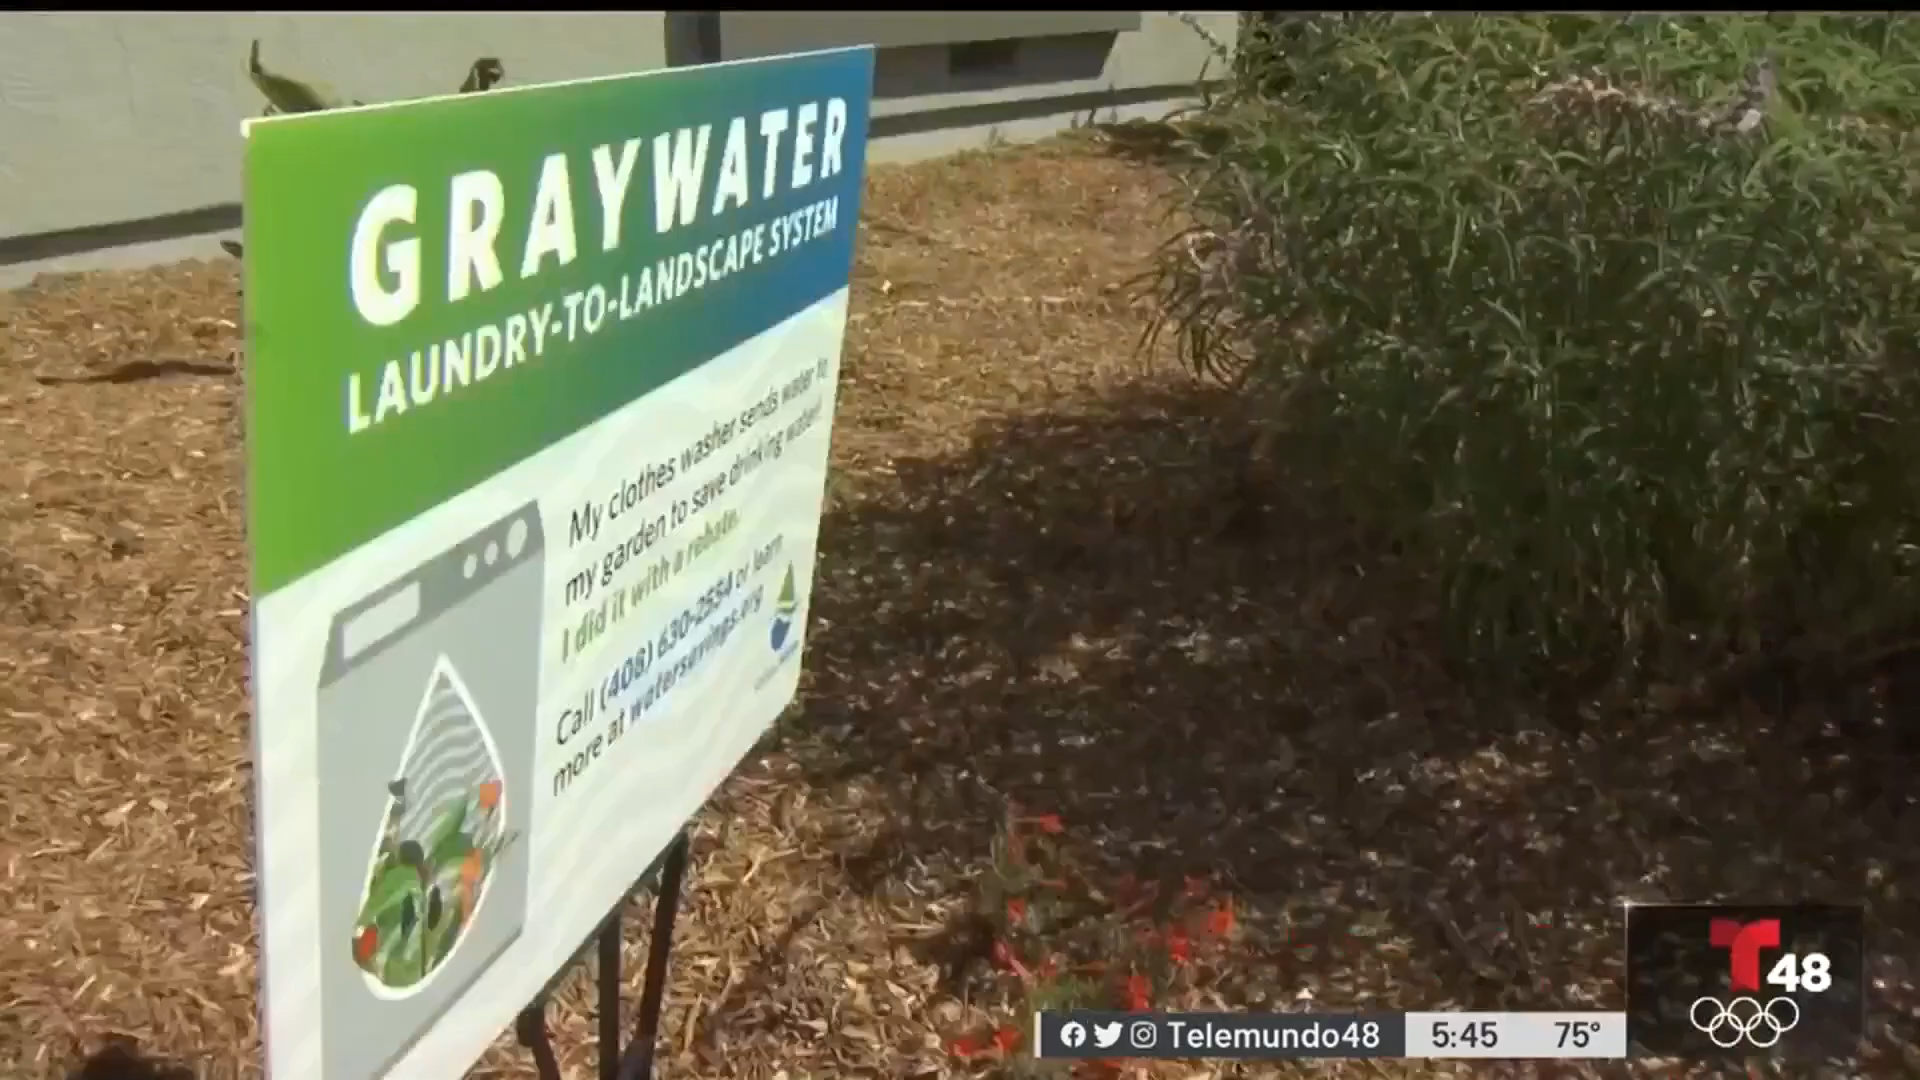 GRAYWATER
LAUNDRY-TO-LANDSCAPE SYSTEM
My clothes washer sends water to
my garden to save drinking water!
I did it with a rebate.
Call (408) 630-2554 or learn
more at watersavings.org
48
Telemundo48 5:45 75°